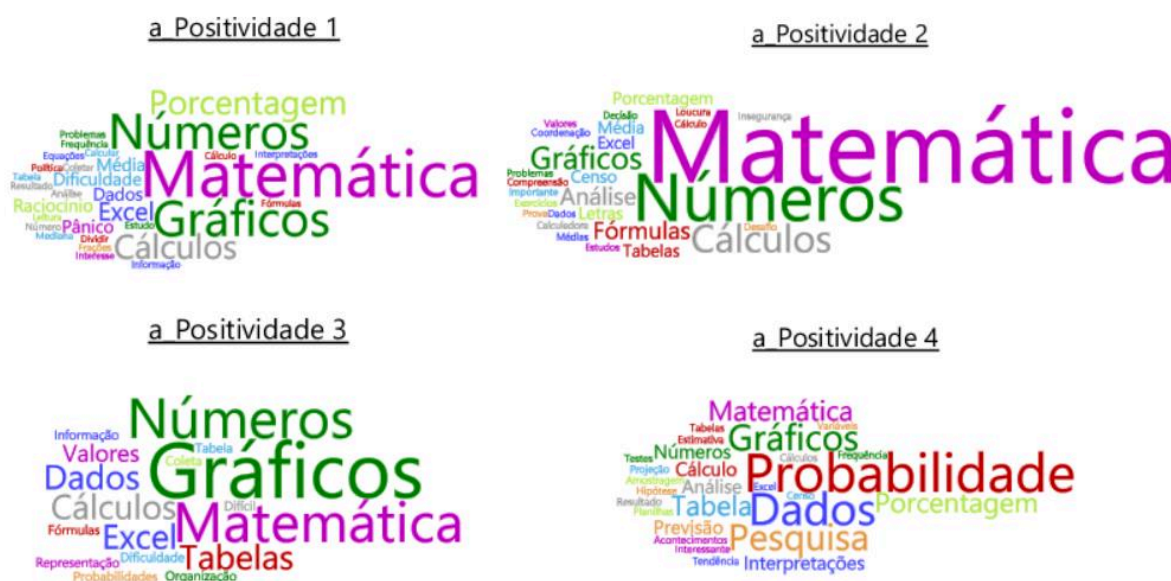 a_Positividade 1
Porcentagem
Números
Problemas
Frequência
Equações Calcular
Cálculo Interpretações
Política Coletar Média
Matemática
Tabela Dificuldade
Resultado Análise Dados
Raciocínio Excel Fórmulas
Leitura
Gráficos
Número Pânico Estudo
Mediana Dividir
Cálculos
Frações
Interesse
Informação
a_Positividade 2
Porcentagem
Decisão Loucura Insegurança
Valores Média Cálculo
Coordenação Excel
Matemática
Gráficos
Problemas Censo
Compreensão
Números
Importante Análise
Exercícios
Prova Dados Letras
Calculadora Fórmulas Cálculos Desafio
Médias
Estudos Tabelas
a_Positividade 3
Números
Informação
Valores Tabela
Gráficos
Coleta
Dados
Cálculos Difícil
Matemática
Fórmulas Excel
Dificuldade Tabelas
Representação
Probabilidades Organização
a_Positividade 4
Matemática
Tabelas Variáveis
Estimativa Gráficos
Testes Números Cálculos Frequência
Projeção Cálculo Probabilidade
Amostragem Análise Excel
Hipótese Censo
Resultado Tabela Dados Porcentagem
Planilhas
Previsão Pesquisa
Acontecimentos
Interessante
Tendência Interpretações